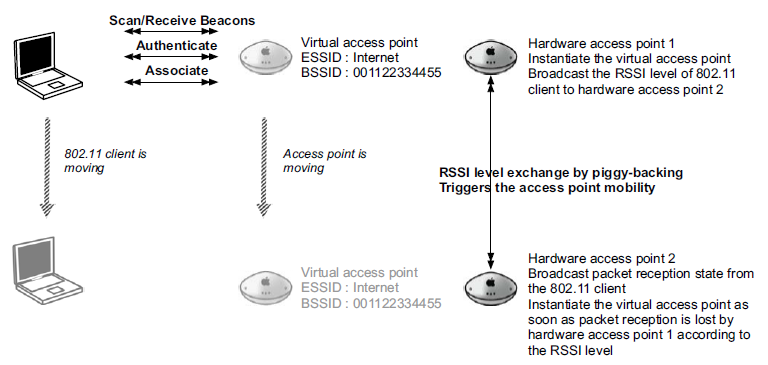 Scan/Receive Beacons
Authenticate
Associate
Virtual access point
ESSID : Internet
BSSID : 001122334455
Hardware access point 1
Instantiate the virtual access point
Broadcast the RSSI level of 802.11
client to hardware access point 2
802.11 client is
moving
Access point is
moving
RSSI level exchange by piggy-backing
Triggers the access point mobility
Virtual access point
ESSID : Internet
BSSID : 001122334455
Hardware access point 2
Broadcast packet reception state from
the 802.11 client
Instantiate the virtual access point as
soon as packet reception is lost by
hardware access point 1 according to
the RSSI level